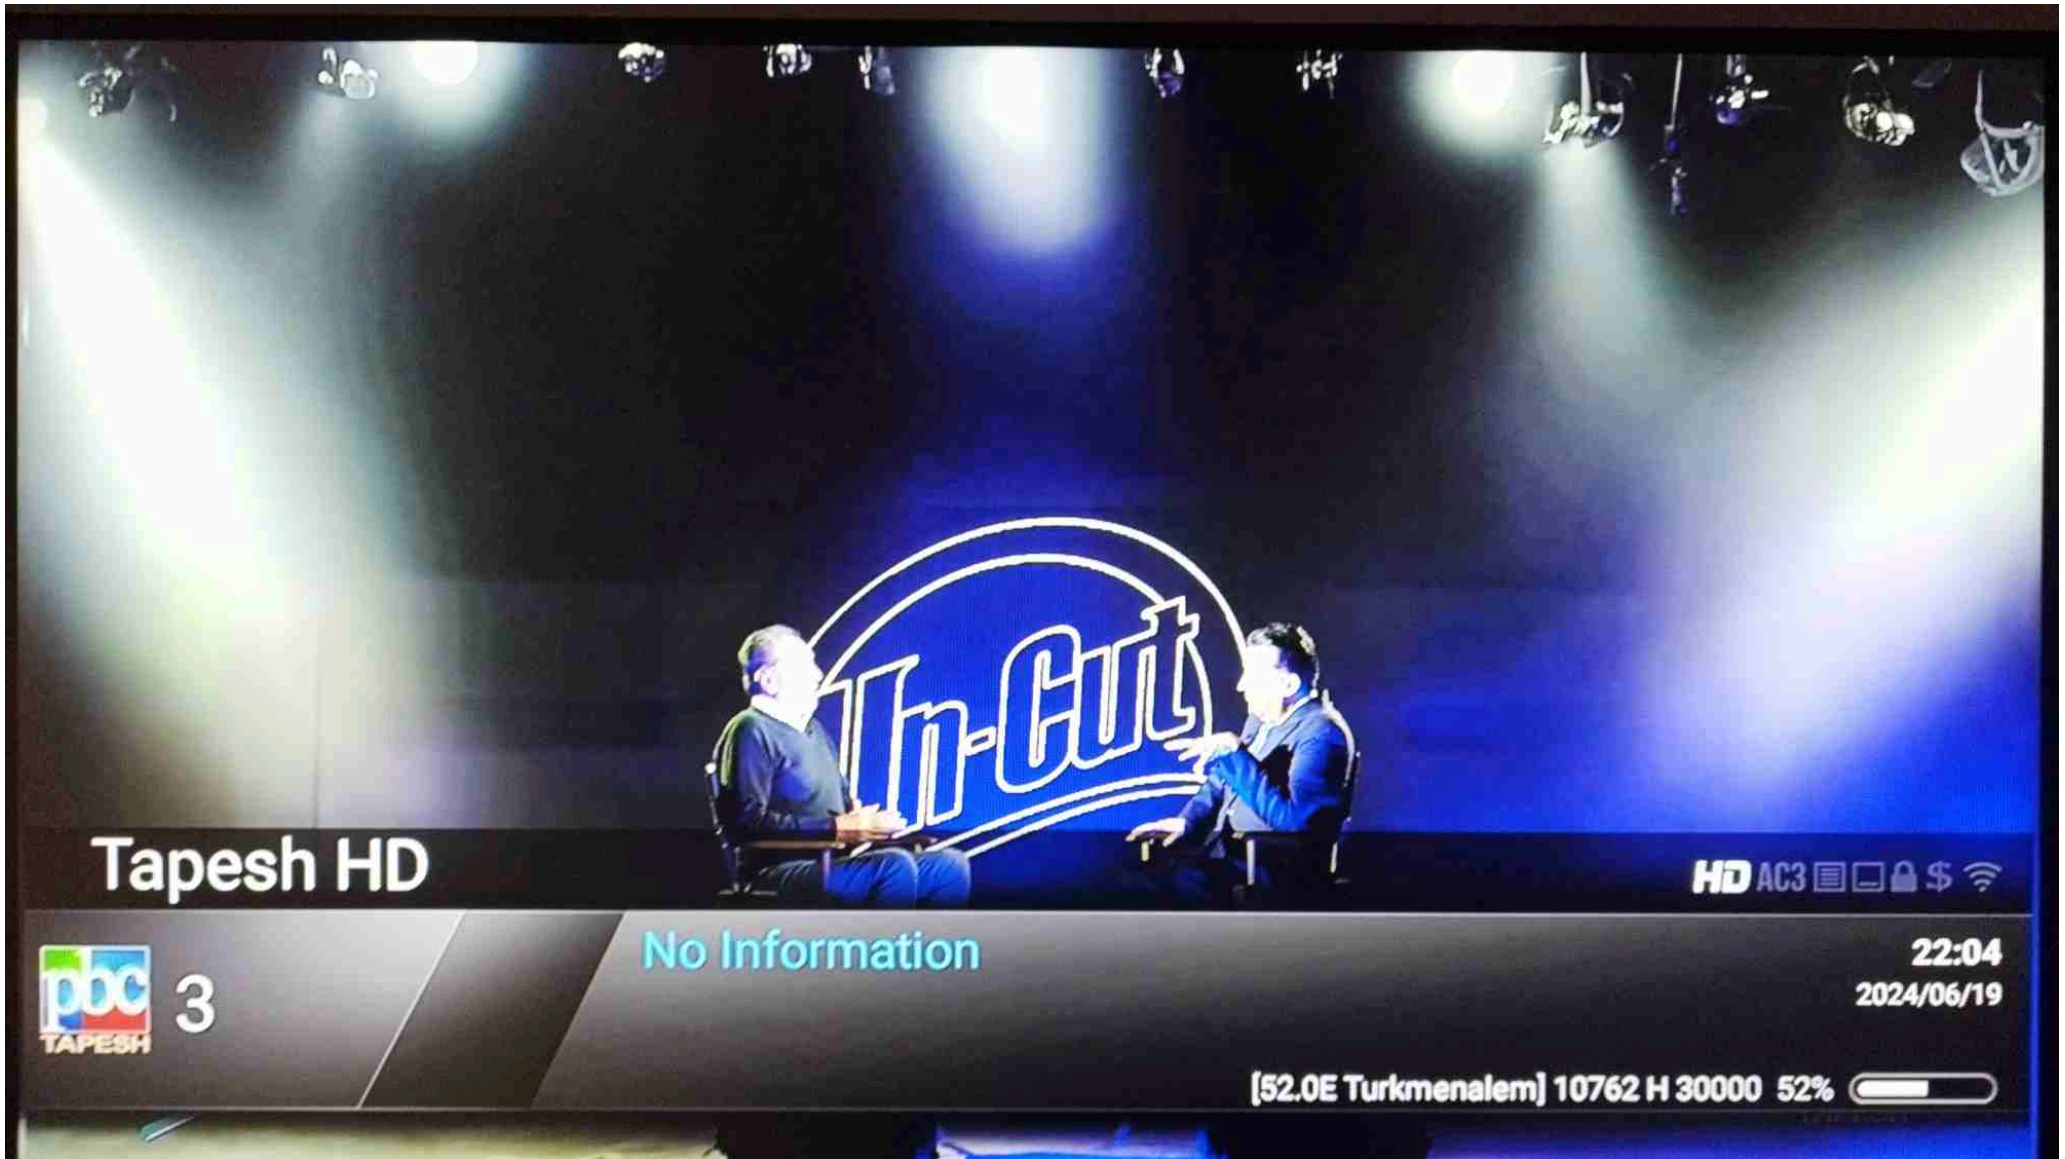 Un-Cut
Tapesh HD
HD AC3 $
pbc
TAPESH
3
No Information
22:04
2024/06/19
[52.0E Turkmenalem] 10762 H 30000 52%